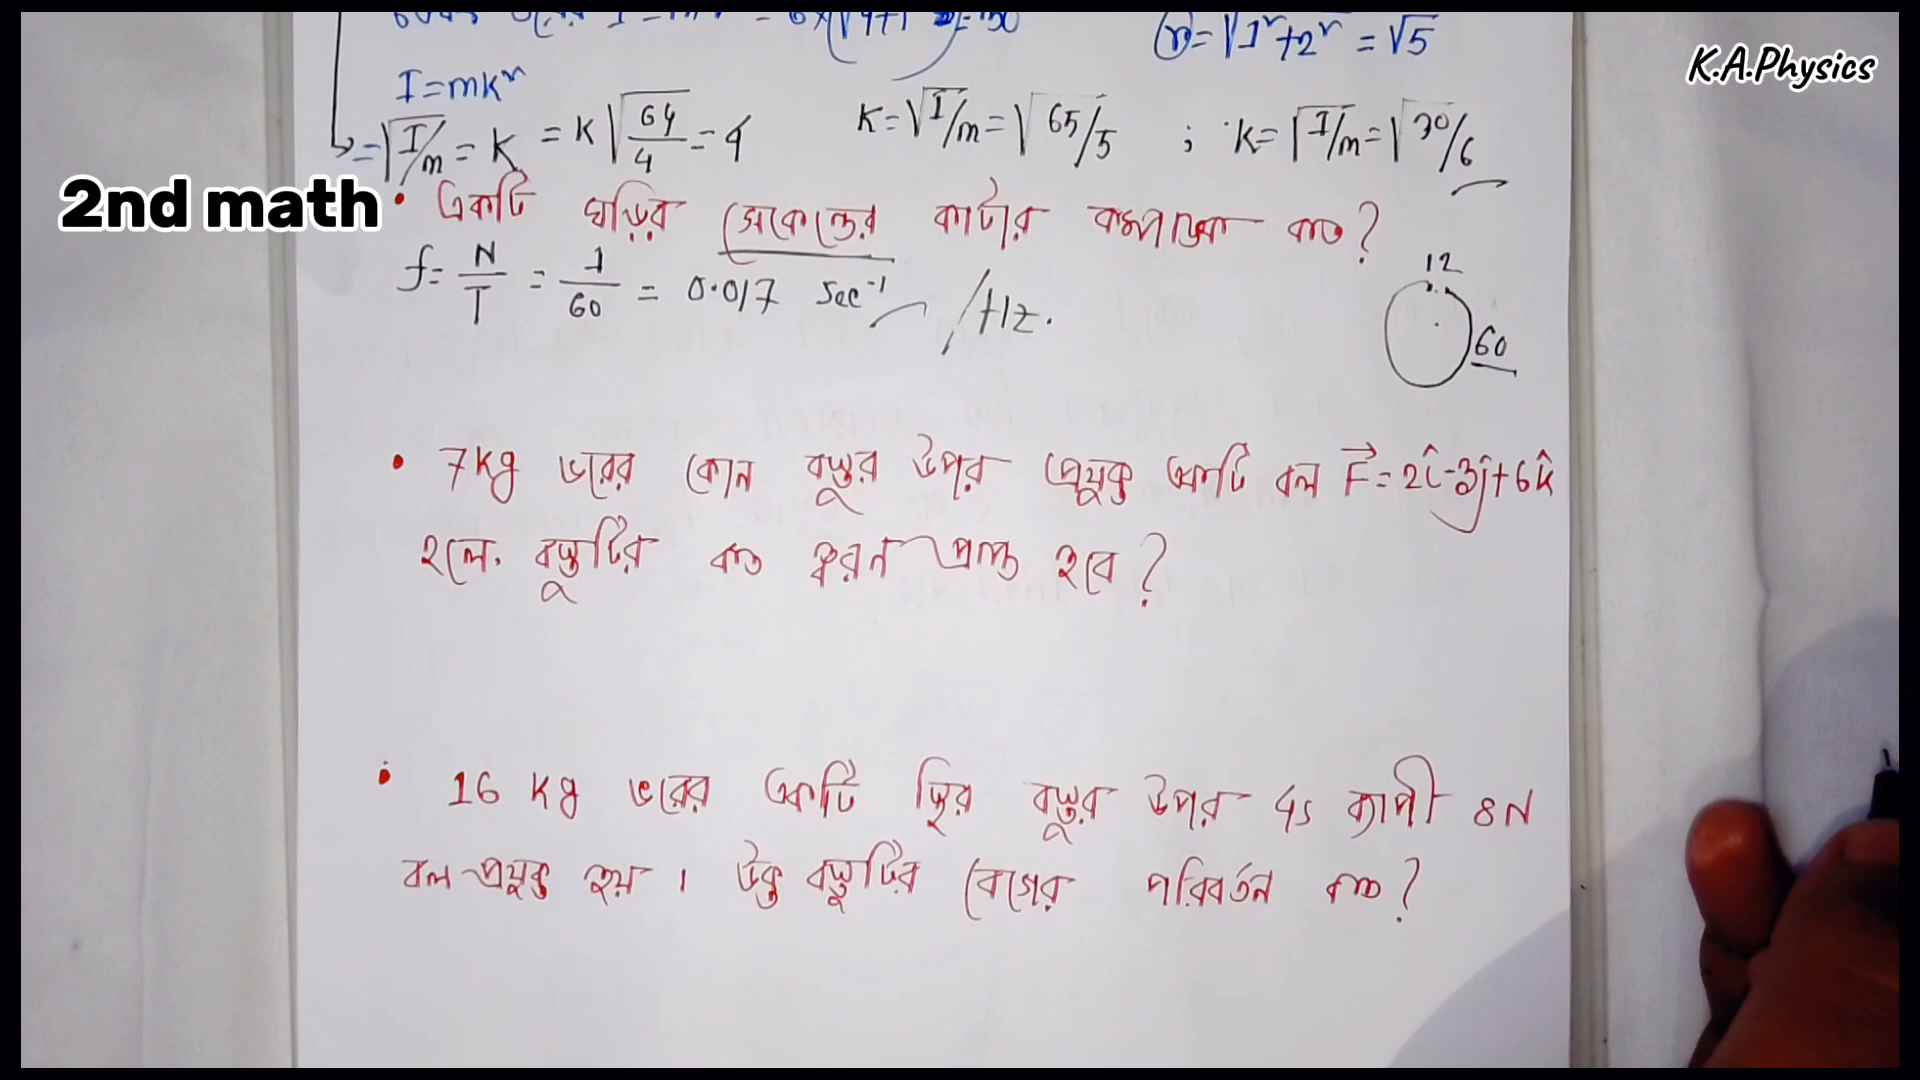 (r) = √1²+2² = √5
K.A.Physics
I = mk²
⇒ = √I/m = K = K √64/4 = 4 K = √I/m = √65/5 ; K = √I/m = √30/6
2nd math
• একটি ঘড়ির সেকেন্ডের কাটার কম্পাঙ্ক কত?
f = N/T = 1/60 = 0.017 sec⁻¹ / Hz.
12
60
• 7kg ভরের কোন বস্তুর উপর প্রযুক্ত একটি বল F⃗ = 2î-3ĵ+6k̂
হলে. বস্তুটির কত ত্বরন প্রাপ্ত হবে?
• 16 kg ভরের একটি স্থির বস্তুর উপর 4s ব্যাপী 8N
বল প্রযুক্ত হয় । উক্ত বস্তুটির বেগের পরিবর্তন কত?